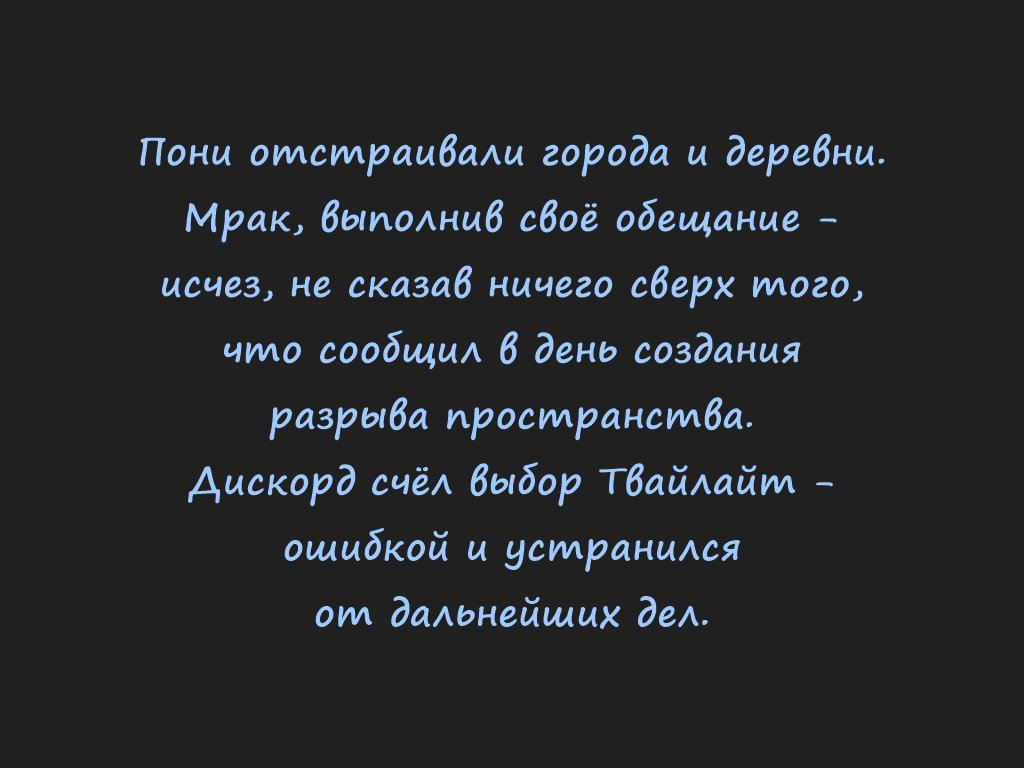 Пони отстраивали города и деревни.
Мрак, выполнив своё обещание -
исчез, не сказав ничего сверх того,
что сообщил в день создания
разрыва пространства.
Дискорд счёл выбор Твайлайт -
ошибкой и устранился
от дальнейших дел.